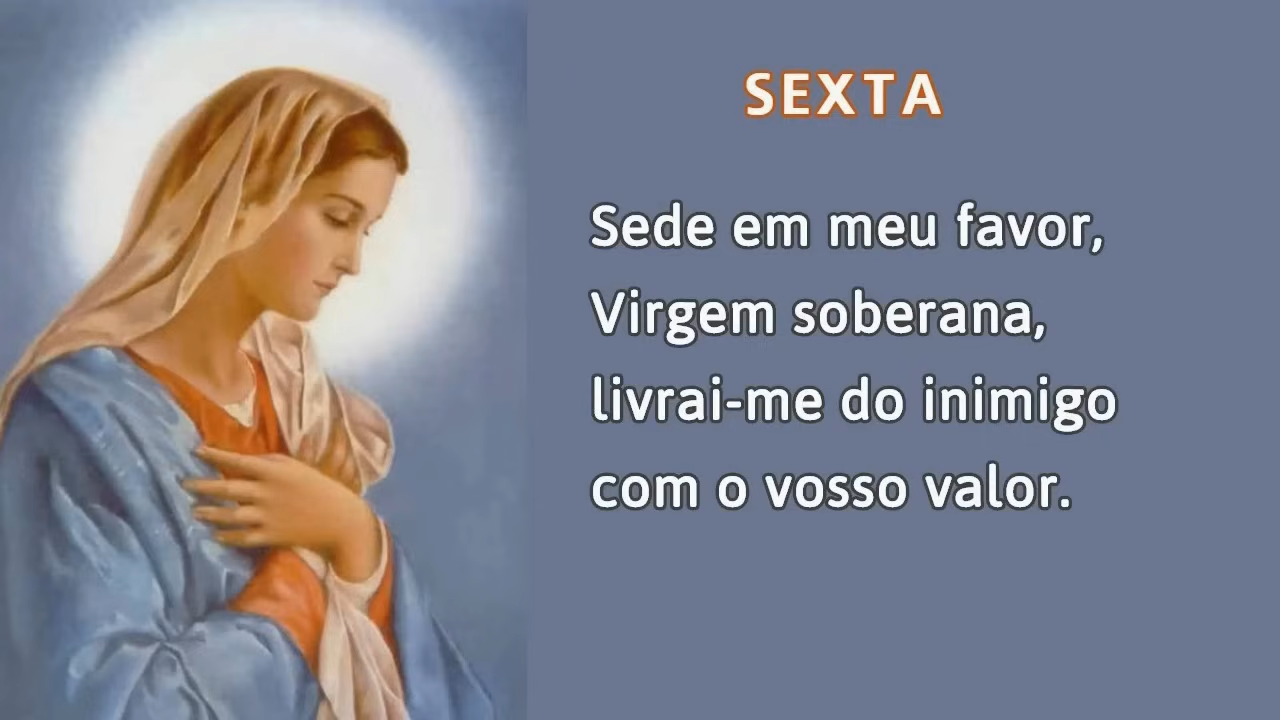 SEXTA
Sede em meu favor,
Virgem soberana,
livrai-me do inimigo
com o vosso valor.